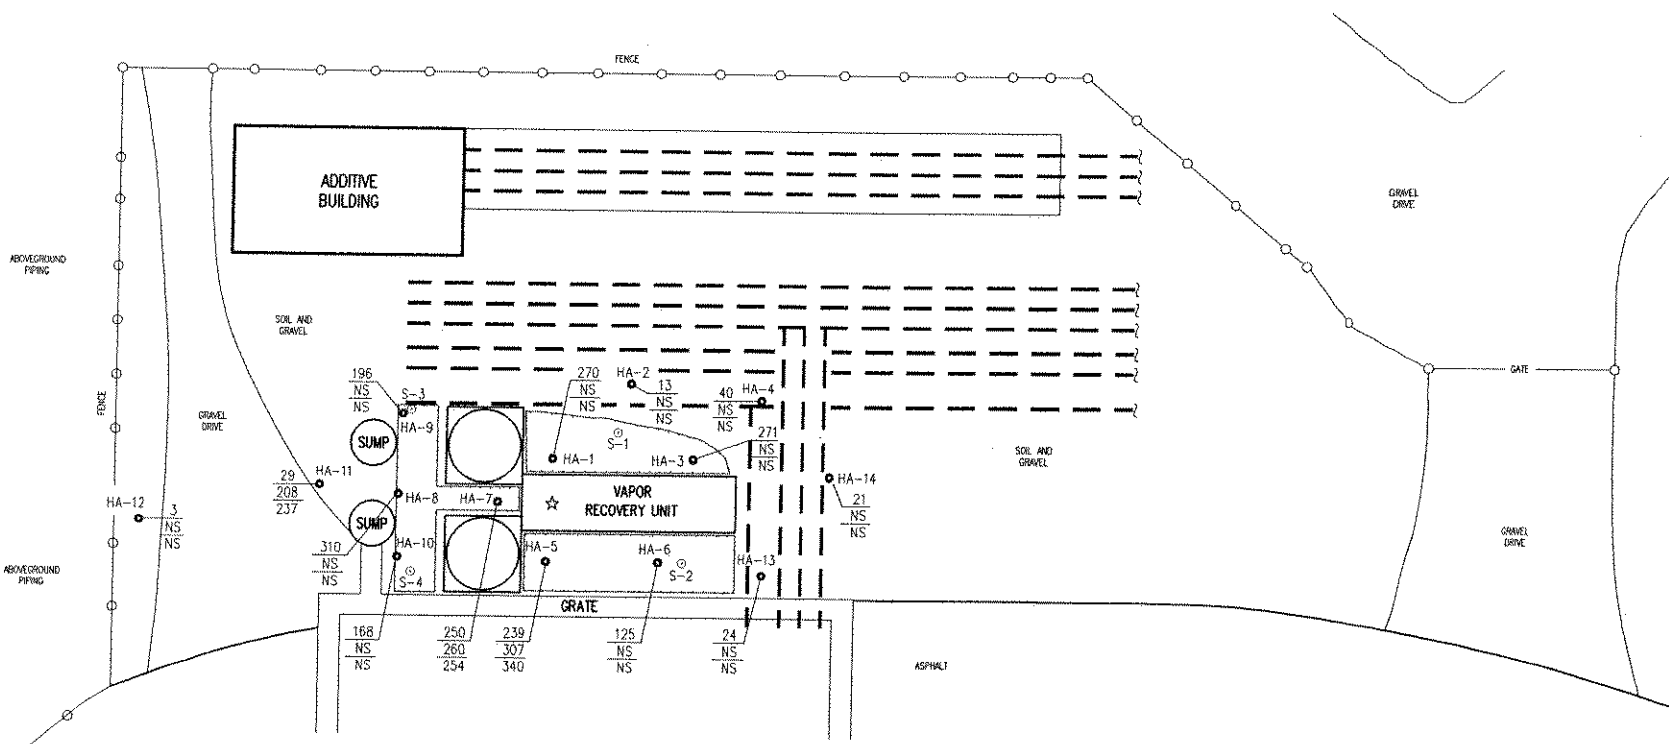 FENCE
ADDITIVE
BUILDING
GRAVEL
DRIVE
ABOVEGROUND
PIPING
SOIL AND
GRAVEL
196
NS
NS
S-3
270
NS
NS
HA-2
13
NS
NS
40
NS
NS
HA-4
GATE
FENCE
GRAVEL
DRIVE
HA-9
SUMP
S-1
HA-1
HA-3
271
NS
NS
SOIL AND
GRAVEL
HA-11
29
208
237
HA-8
HA-7
VAPOR
RECOVERY UNIT
HA-14
21
NS
NS
HA-12
3
NS
NS
SUMP
310
NS
NS
HA-10
S-4
HA-5
HA-6
S-2
HA-13
GRAVEL
DRIVE
ABOVEGROUND
PIPING
GRATE
168
NS
NS
250
260
254
239
307
340
125
NS
NS
24
NS
NS
ASPHALT